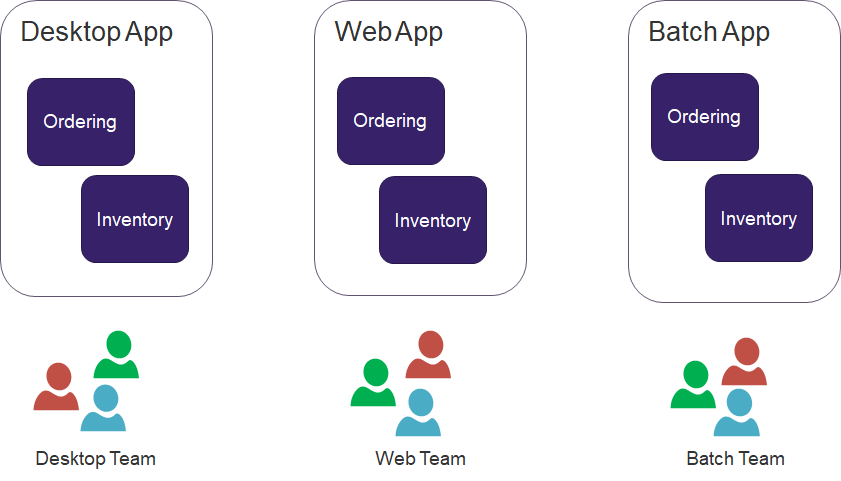 Desktop App
Web App
Batch App
Ordering
Ordering
Ordering
Inventory
Inventory
Inventory
Desktop Team
Web Team
Batch Team